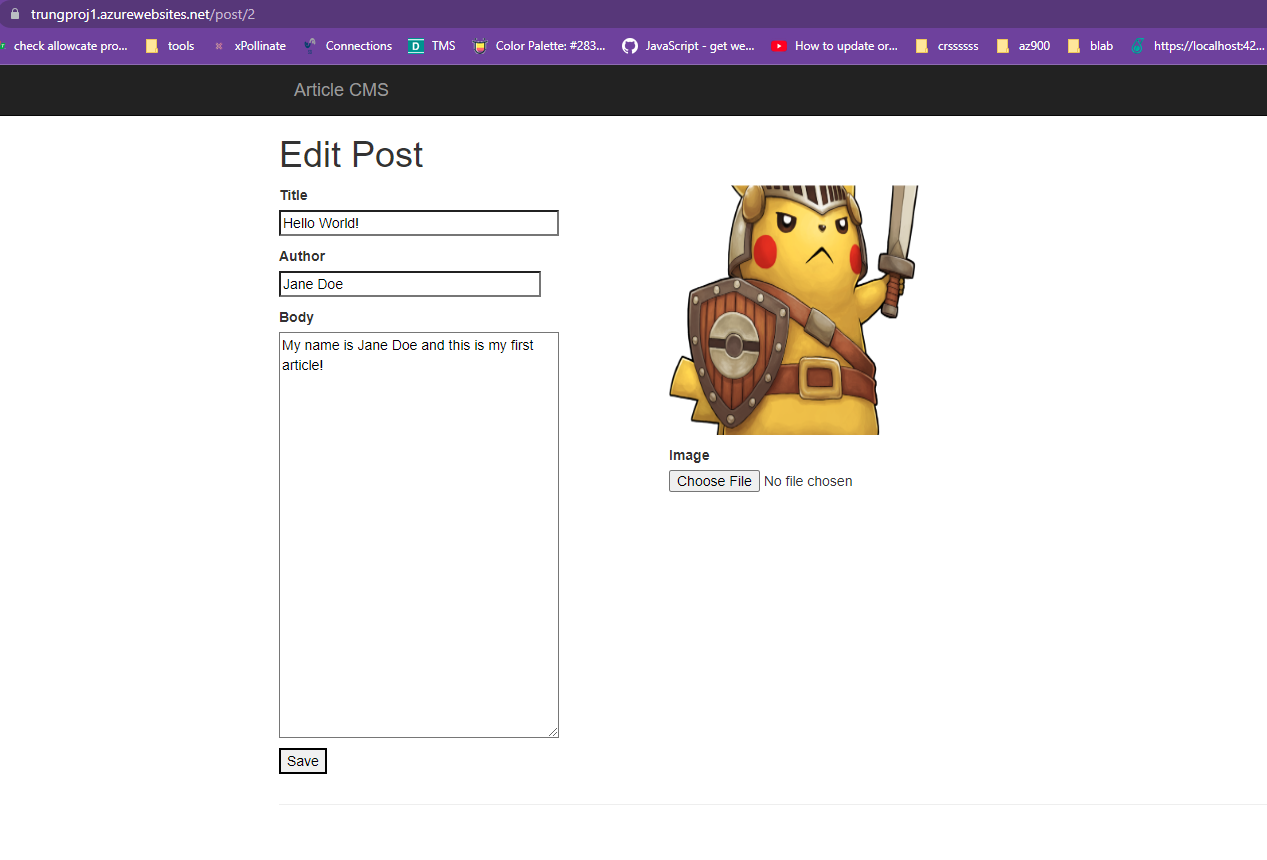 trungproj1.azurewebsites.net/post/2
check allowcate pro... tools xPollinate Connections D TMS Color Palette: #283... JavaScript - get we... How to update or... crssssss az900 blab https://localhost:42...
Article CMS
Edit Post
Title
Hello World!
Author
Jane Doe
Body
My name is Jane Doe and this is my first
article!
Image
Choose File No file chosen
Save